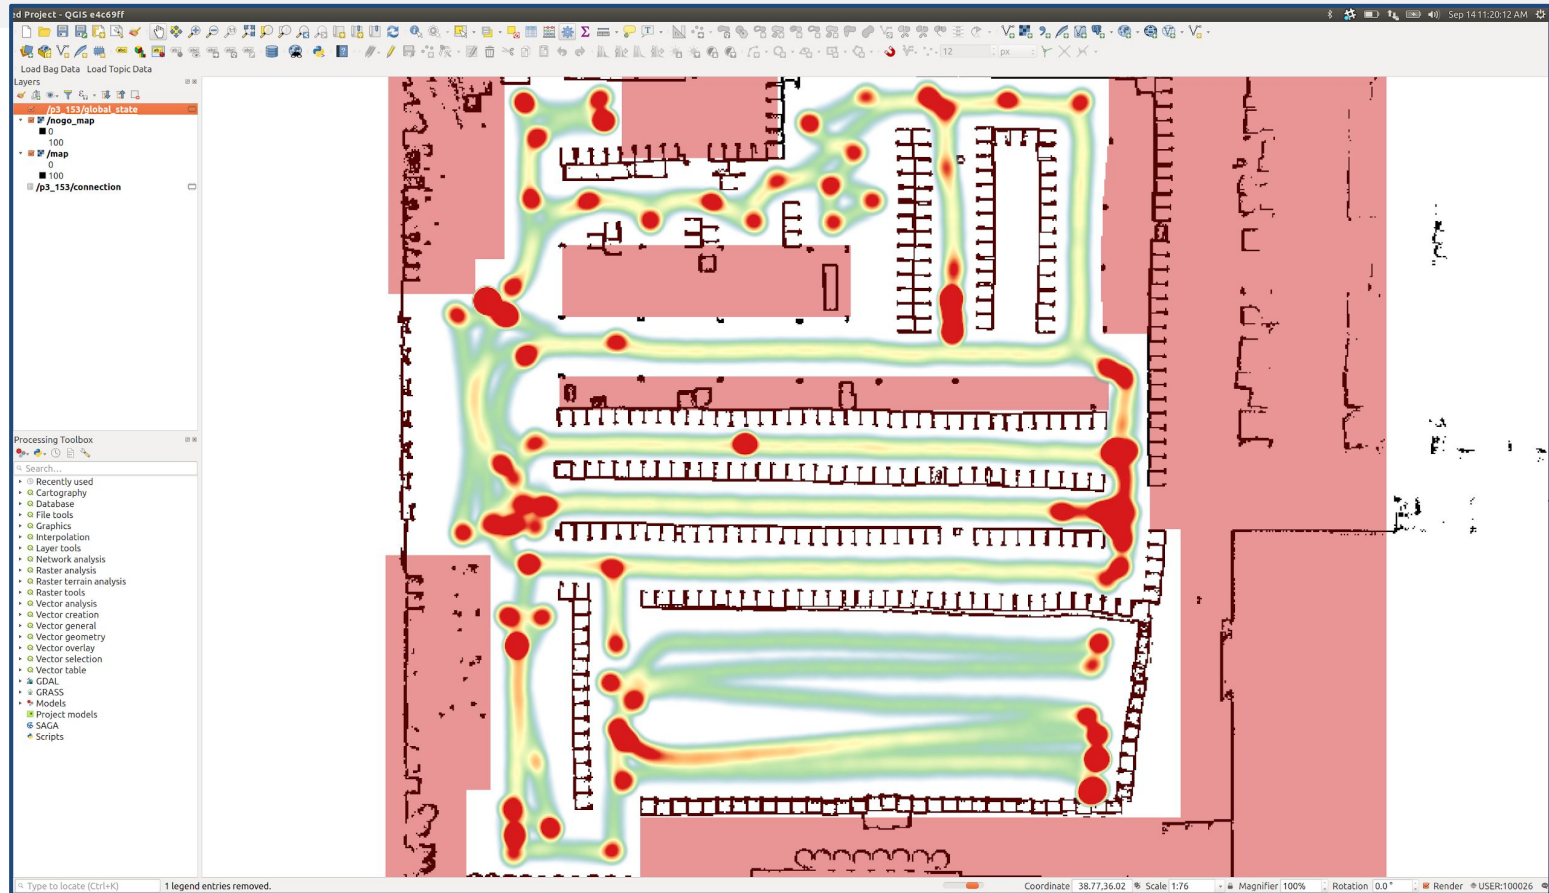 ed Project - QGIS e4c69ff
Sep 14 11:20:12 AM
12
px
Load Bag Data Load Topic Data
Layers
/p3_153/global_state
/nogo_map
0
100
/map
0
100
/p3_153/connection
Processing Toolbox
Search...
Recently used
Cartography
Database
File tools
Graphics
Interpolation
Layer tools
Network analysis
Raster analysis
Raster terrain analysis
Raster tools
Vector analysis
Vector creation
Vector general
Vector geometry
Vector overlay
Vector selection
Vector table
GDAL
GRASS
Models
Project models
SAGA
Scripts
Type to locate (Ctrl+K) 1 legend entries removed. Coordinate 38.77,36.02 Scale 1:76 Magnifier 100% Rotation 0.0° Render USER:100026